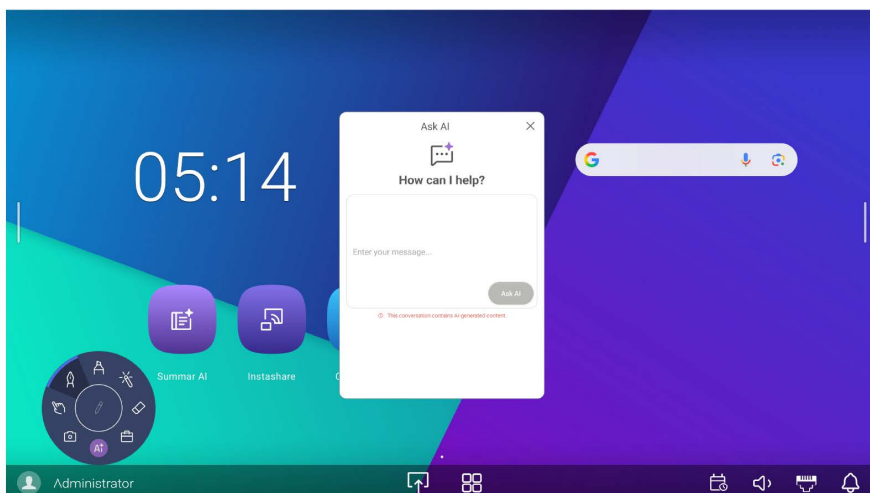 Ask AI
How can I help?
05:14
Enter your message...
Ask AI
This conversation contains AI-generated content
Summar AI
Instashare
AI
Administrator